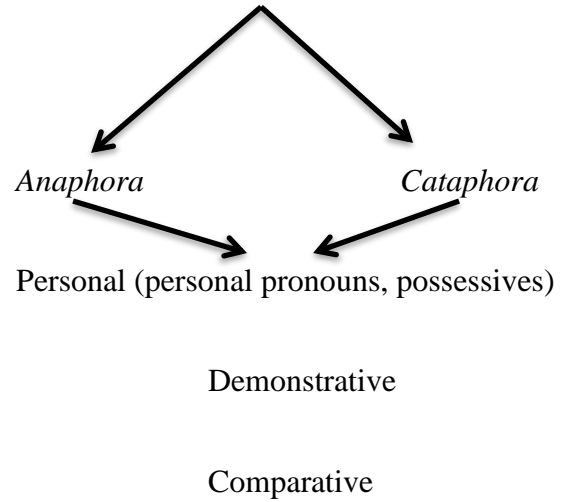 Anaphora Cataphora
Personal (personal pronouns, possessives)
Demonstrative
Comparative